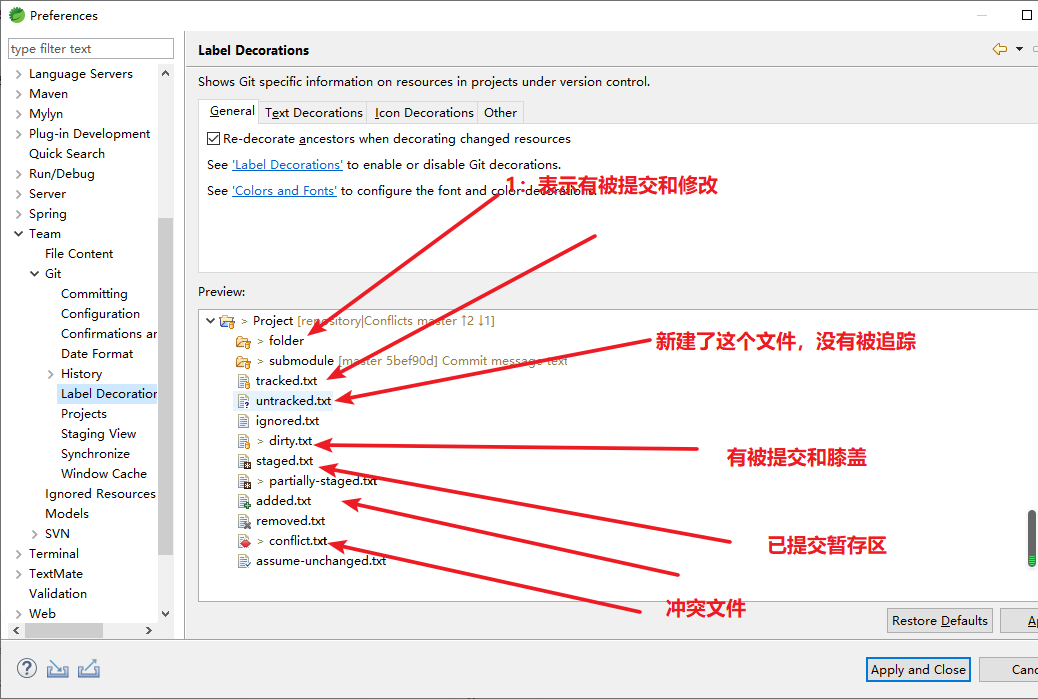 Preferences
type filter text
Language Servers
Maven
Mylyn
Plug-in Development
Quick Search
Run/Debug
Server
Spring
Team
File Content
Git
Committing
Configuration
Confirmations ar
Date Format
History
Label Decoration
Projects
Staging View
Synchronize
Window Cache
Ignored Resources
Models
SVN
Terminal
TextMate
Validation
Web
Label Decorations
Shows Git specific information on resources in projects under version control.
General Text Decorations Icon Decorations Other
Re-decorate ancestors when decorating changed resources
See 'Label Decorations' to enable or disable Git decorations.
See 'Colors and Fonts' to configure the font and color decorations.
1：表示有被提交和修改
Preview:
> Project [repository|Conflicts master ↑2 ↓1]
> folder
新建了这个文件，没有被追踪
> submodule [master 5bef90d] Commit message text
tracked.txt
untracked.txt
ignored.txt
> dirty.txt
有被提交和膝盖
staged.txt
> partially-staged.txt
added.txt
removed.txt
已提交暂存区
> conflict.txt
assume-unchanged.txt
冲突文件
Restore Defaults
Ap
Apply and Close
Canc